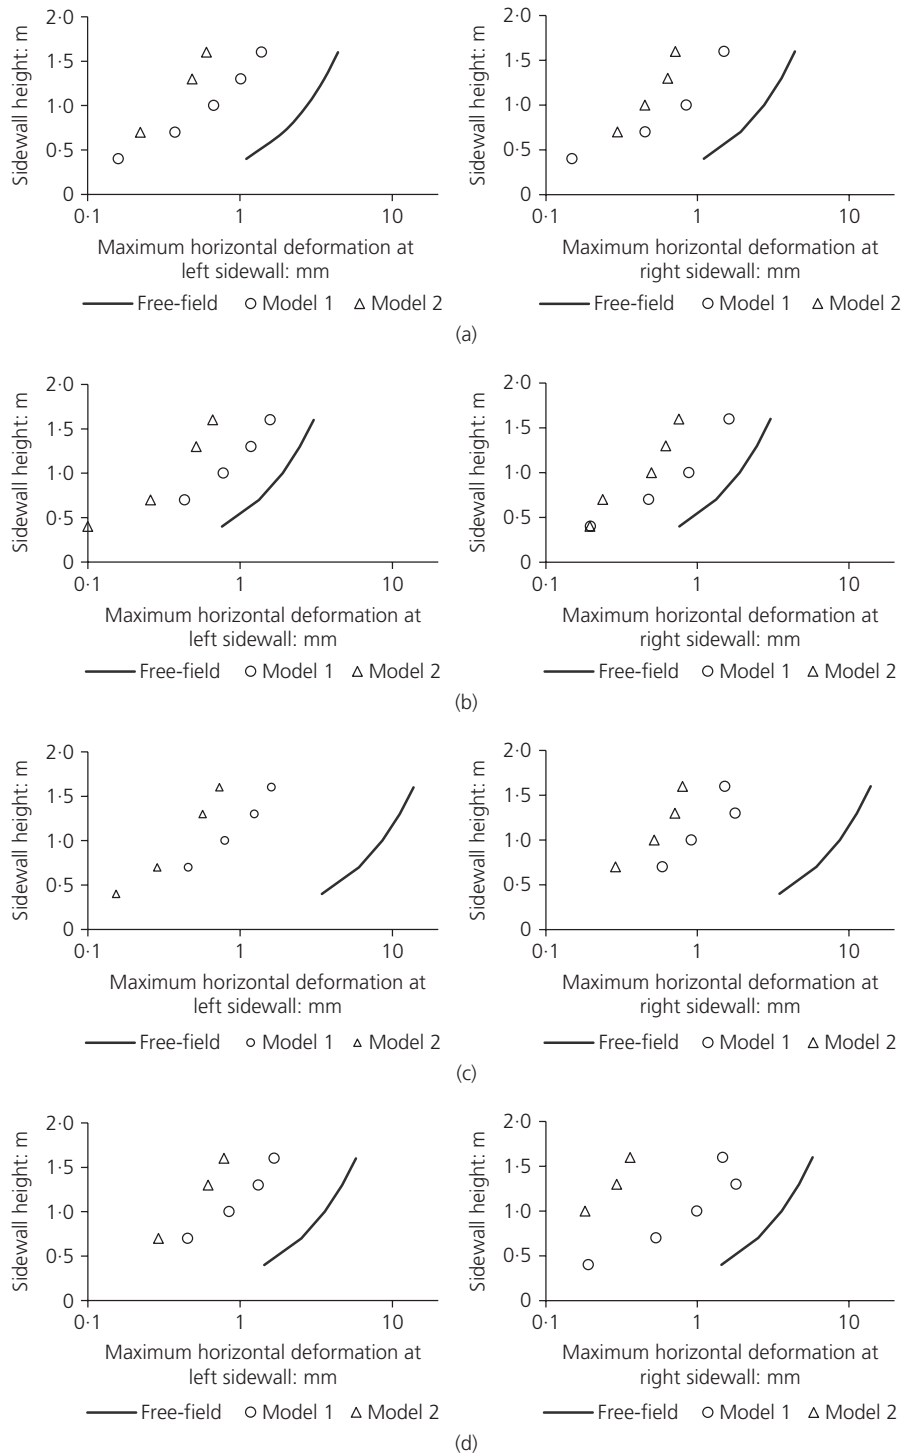 2·0
1·5
1·0
0·5
0
Sidewall height: m
0·1 1 10
Maximum horizontal deformation at
left sidewall: mm
Free-field Model 1 Model 2
2·0
1·5
1·0
0·5
0
Sidewall height: m
0·1 1 10
Maximum horizontal deformation at
right sidewall: mm
Free-field Model 1 Model 2
(a)
2·0
1·5
1·0
0·5
0
Sidewall height: m
0·1 1 10
Maximum horizontal deformation at
left sidewall: mm
Free-field Model 1 Model 2
2·0
1·5
1·0
0·5
0
Sidewall height: m
0·1 1 10
Maximum horizontal deformation at
right sidewall: mm
Free-field Model 1 Model 2
(b)
2·0
1·5
1·0
0·5
0
Sidewall height: m
0·1 1 10
Maximum horizontal deformation at
left sidewall: mm
Free-field Model 1 Model 2
2·0
1·5
1·0
0·5
0
Sidewall height: m
0·1 1 10
Maximum horizontal deformation at
right sidewall: mm
Free-field Model 1 Model 2
(c)
2·0
1·5
1·0
0·5
0
Sidewall height: m
0·1 1 10
Maximum horizontal deformation at
left sidewall: mm
Free-field Model 1 Model 2
2·0
1·5
1·0
0·5
0
Sidewall height: m
0·1 1 10
Maximum horizontal deformation at
right sidewall: mm
Free-field Model 1 Model 2
(d)